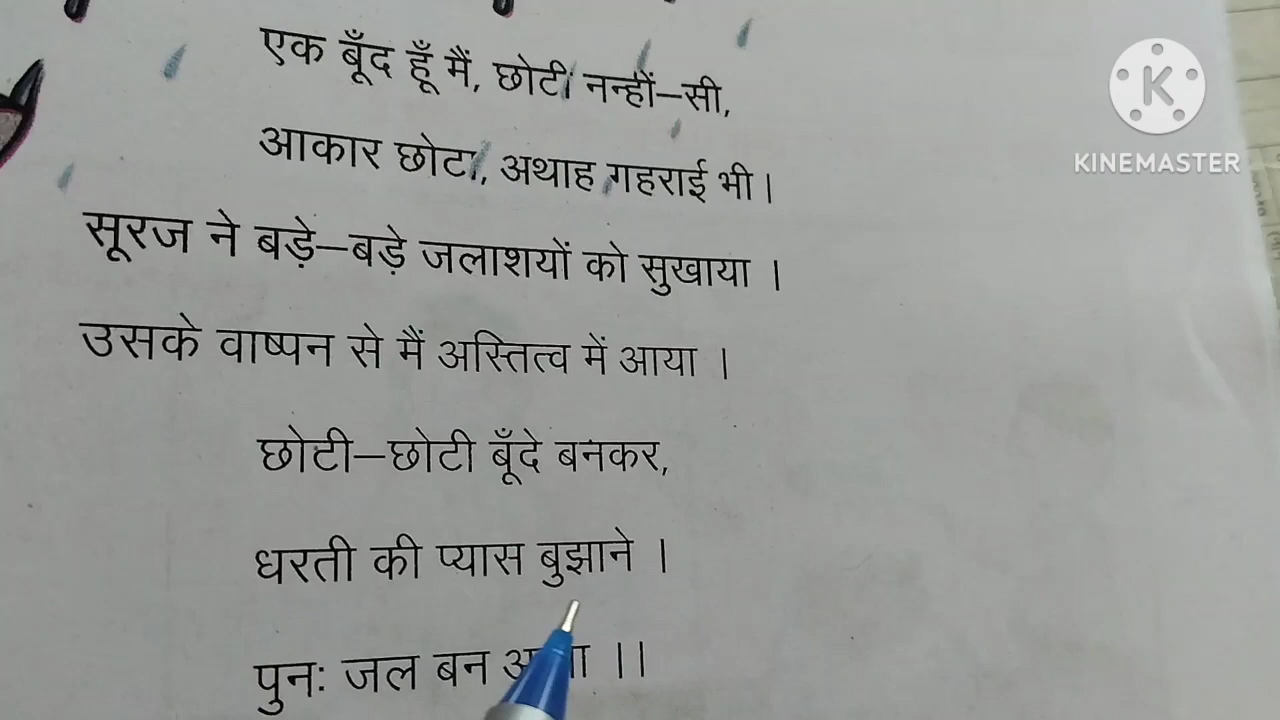 एक बूँद हूँ मैं, छोटी नन्हीं–सी,
आकार छोटा, अथाह गहराई भी।
सूरज ने बड़े–बड़े जलाशयों को सुखाया ।
उसके वाष्पन से मैं अस्तित्व में आया ।
छोटी–छोटी बूँदे बनकर,
धरती की प्यास बुझाने ।
पुनः जल बन ।।
KINEMASTER